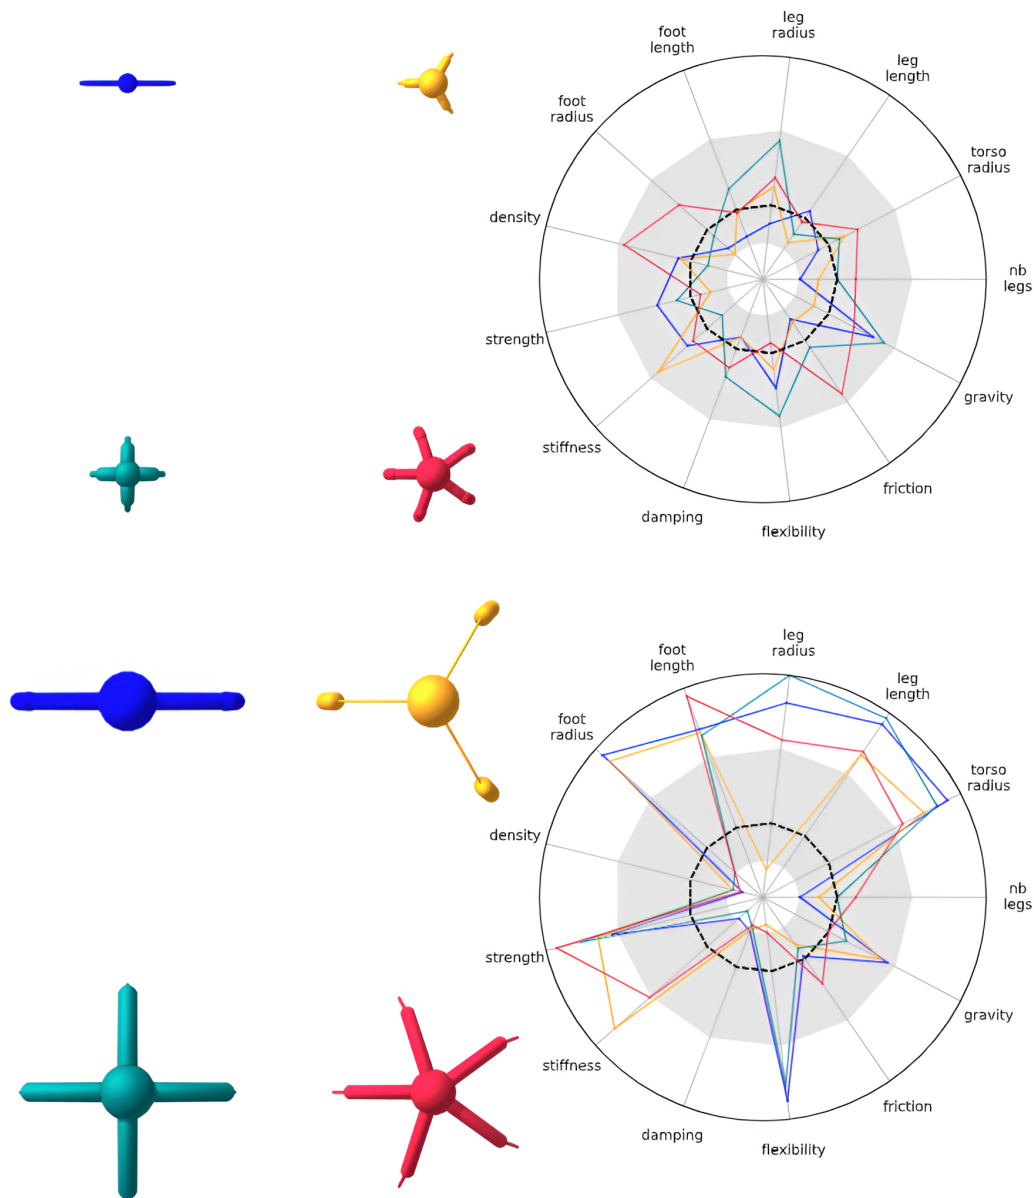 leg
radius
foot
length
leg
length
foot
radius
torso
radius
density
nb
legs
strength
gravity
stiffness
friction
damping
flexibility
leg
radius
foot
length
leg
length
foot
radius
torso
radius
density
nb
legs
strength
gravity
stiffness
friction
damping
flexibility